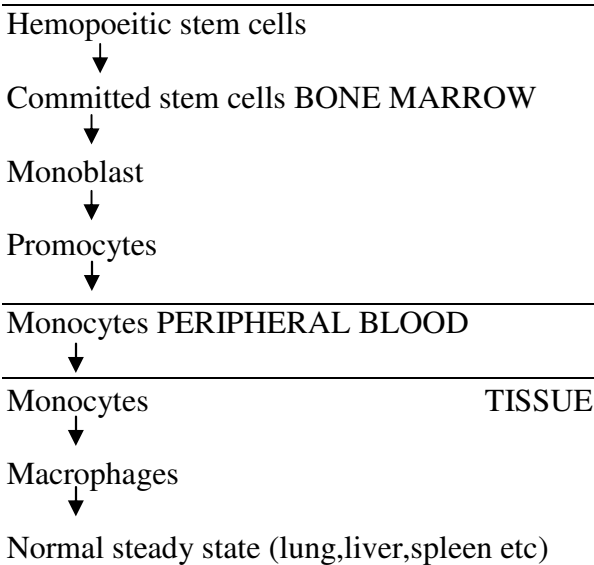 Hemopoeitic stem cells
Committed stem cells BONE MARROW
Monoblast
Promocytes
Monocytes PERIPHERAL BLOOD
Monocytes TISSUE
Macrophages
Normal steady state (lung,liver,spleen etc)